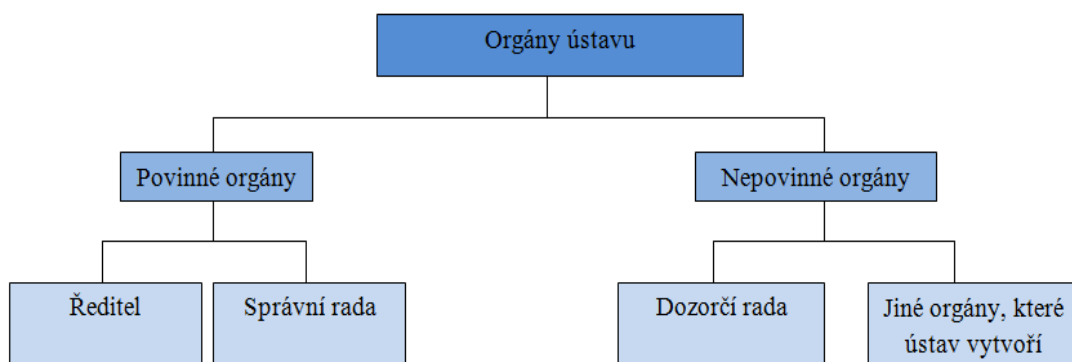 Orgány ústavu
Povinné orgány
Nepovinné orgány
Ředitel
Správní rada
Dozorčí rada
Jiné orgány, které
ústav vytvoří